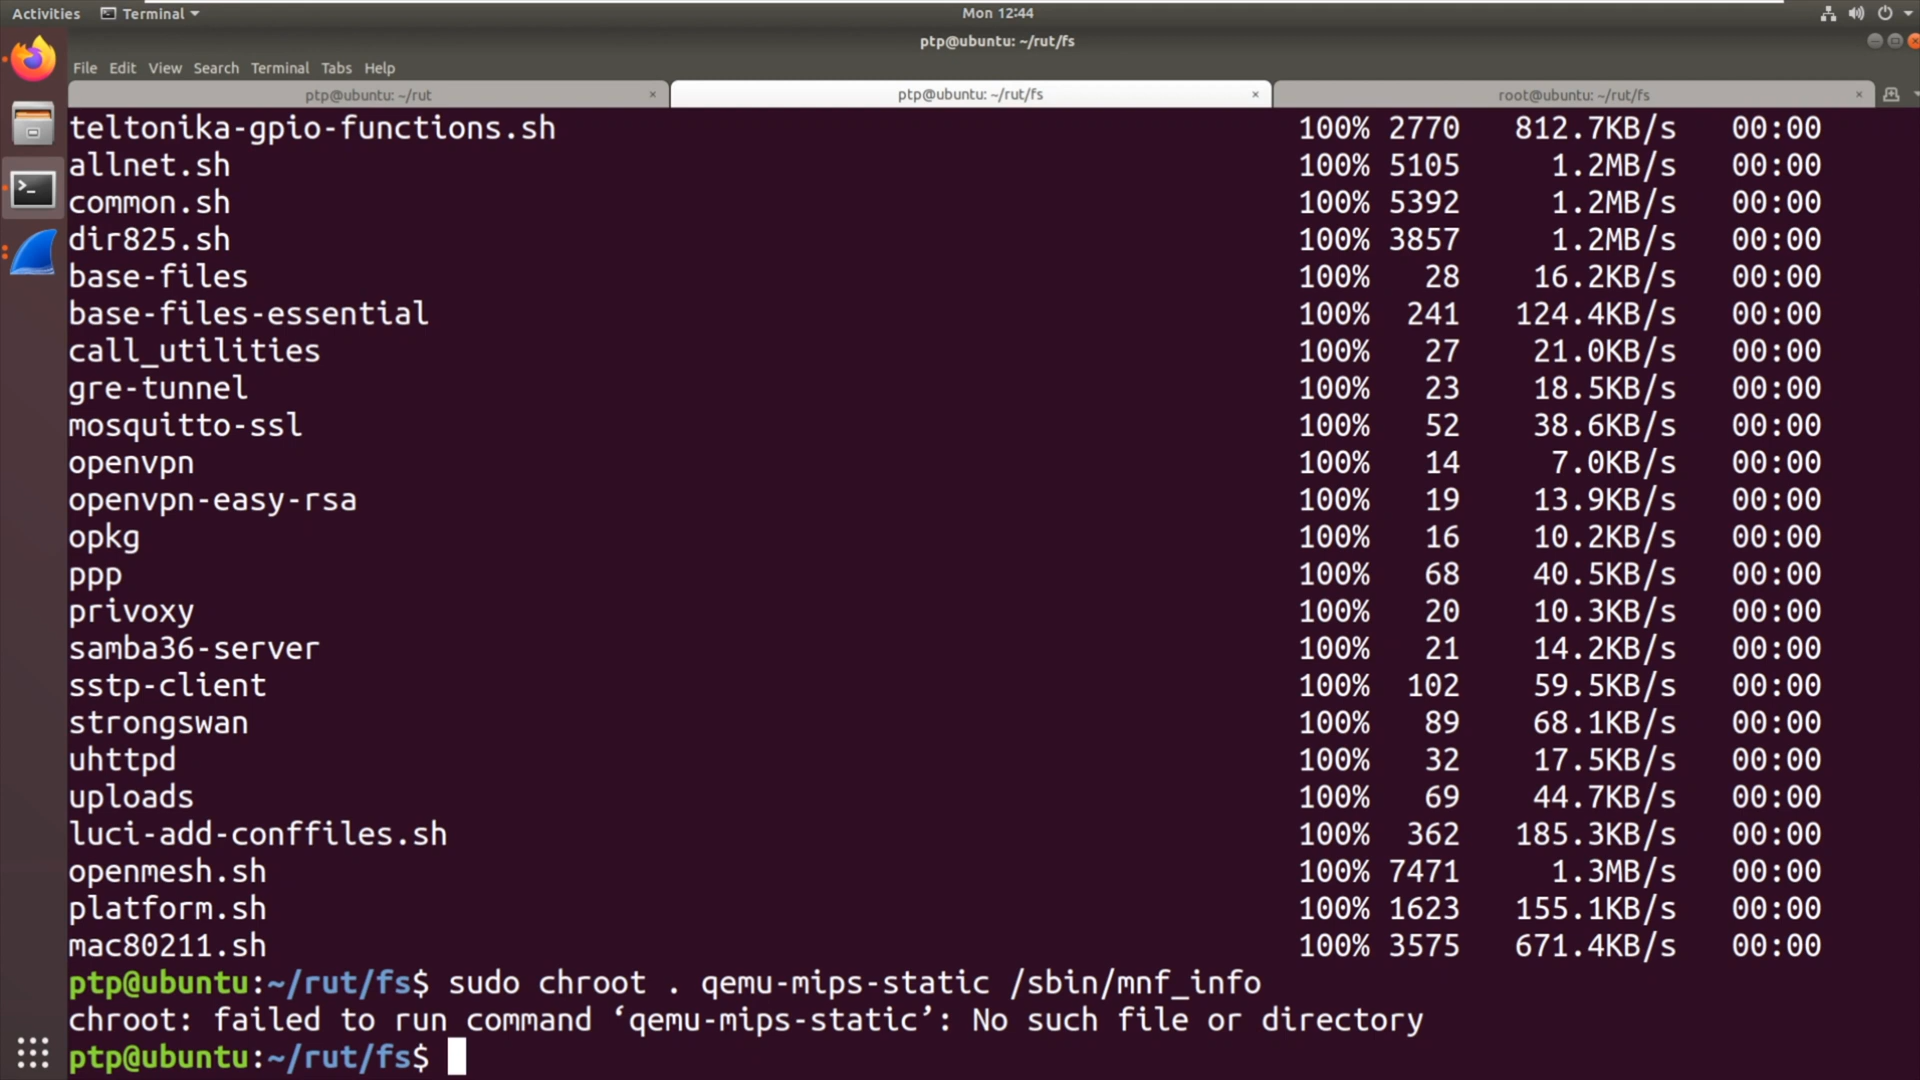 Activities Terminal Mon 12:44
ptp@ubuntu: ~/rut/fs
File Edit View Search Terminal Tabs Help
ptp@ubuntu: ~/rut × ptp@ubuntu: ~/rut/fs × root@ubuntu: ~/rut/fs ×
teltonika-gpio-functions.sh 100% 2770 812.7KB/s 00:00
allnet.sh 100% 5105 1.2MB/s 00:00
common.sh 100% 5392 1.2MB/s 00:00
dir825.sh 100% 3857 1.2MB/s 00:00
base-files 100% 28 16.2KB/s 00:00
base-files-essential 100% 241 124.4KB/s 00:00
call_utilities 100% 27 21.0KB/s 00:00
gre-tunnel 100% 23 18.5KB/s 00:00
mosquitto-ssl 100% 52 38.6KB/s 00:00
openvpn 100% 14 7.0KB/s 00:00
openvpn-easy-rsa 100% 19 13.9KB/s 00:00
opkg 100% 16 10.2KB/s 00:00
ppp 100% 68 40.5KB/s 00:00
privoxy 100% 20 10.3KB/s 00:00
samba36-server 100% 21 14.2KB/s 00:00
sstp-client 100% 102 59.5KB/s 00:00
strongswan 100% 89 68.1KB/s 00:00
uhttpd 100% 32 17.5KB/s 00:00
uploads 100% 69 44.7KB/s 00:00
luci-add-conffiles.sh 100% 362 185.3KB/s 00:00
openmesh.sh 100% 7471 1.3MB/s 00:00
platform.sh 100% 1623 155.1KB/s 00:00
mac80211.sh 100% 3575 671.4KB/s 00:00
ptp@ubuntu:~/rut/fs$ sudo chroot . qemu-mips-static /sbin/mnf_info
chroot: failed to run command ‘qemu-mips-static’: No such file or directory
ptp@ubuntu:~/rut/fs$